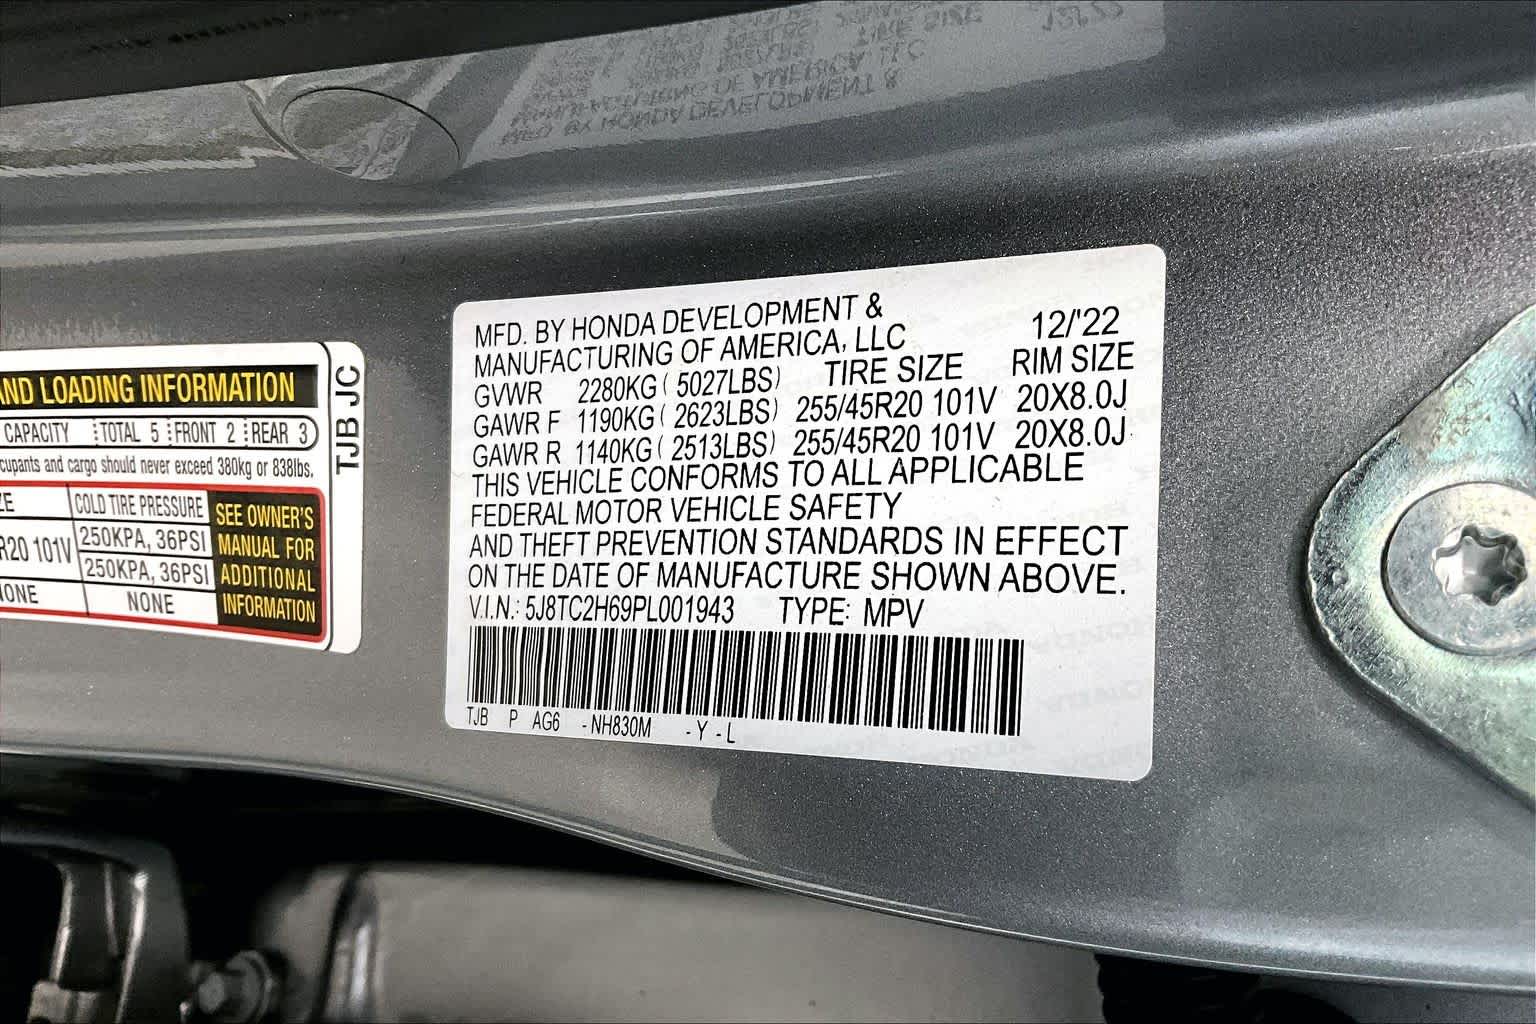 AND LOADING INFORMATION
CAPACITY TOTAL 5 FRONT 2 REAR 3
cupants and cargo should never exceed 380kg or 838lbs.
ZE COLD TIRE PRESSURE
R20 101V 250KPA, 36PSI
250KPA, 36PSI
NONE NONE
SEE OWNER'S
MANUAL FOR
ADDITIONAL
INFORMATION
TJB JC
MFD. BY HONDA DEVELOPMENT &
MANUFACTURING OF AMERICA, LLC 12/'22
GVWR 2280KG ( 5027LBS) TIRE SIZE RIM SIZE
GAWR F 1190KG ( 2623LBS) 255/45R20 101V 20X8.0J
GAWR R 1140KG ( 2513LBS) 255/45R20 101V 20X8.0J
THIS VEHICLE CONFORMS TO ALL APPLICABLE
FEDERAL MOTOR VEHICLE SAFETY
AND THEFT PREVENTION STANDARDS IN EFFECT
ON THE DATE OF MANUFACTURE SHOWN ABOVE.
V.I.N.: 5J8TC2H69PL001943 TYPE: MPV
TJB P AG6 -NH830M -Y -L